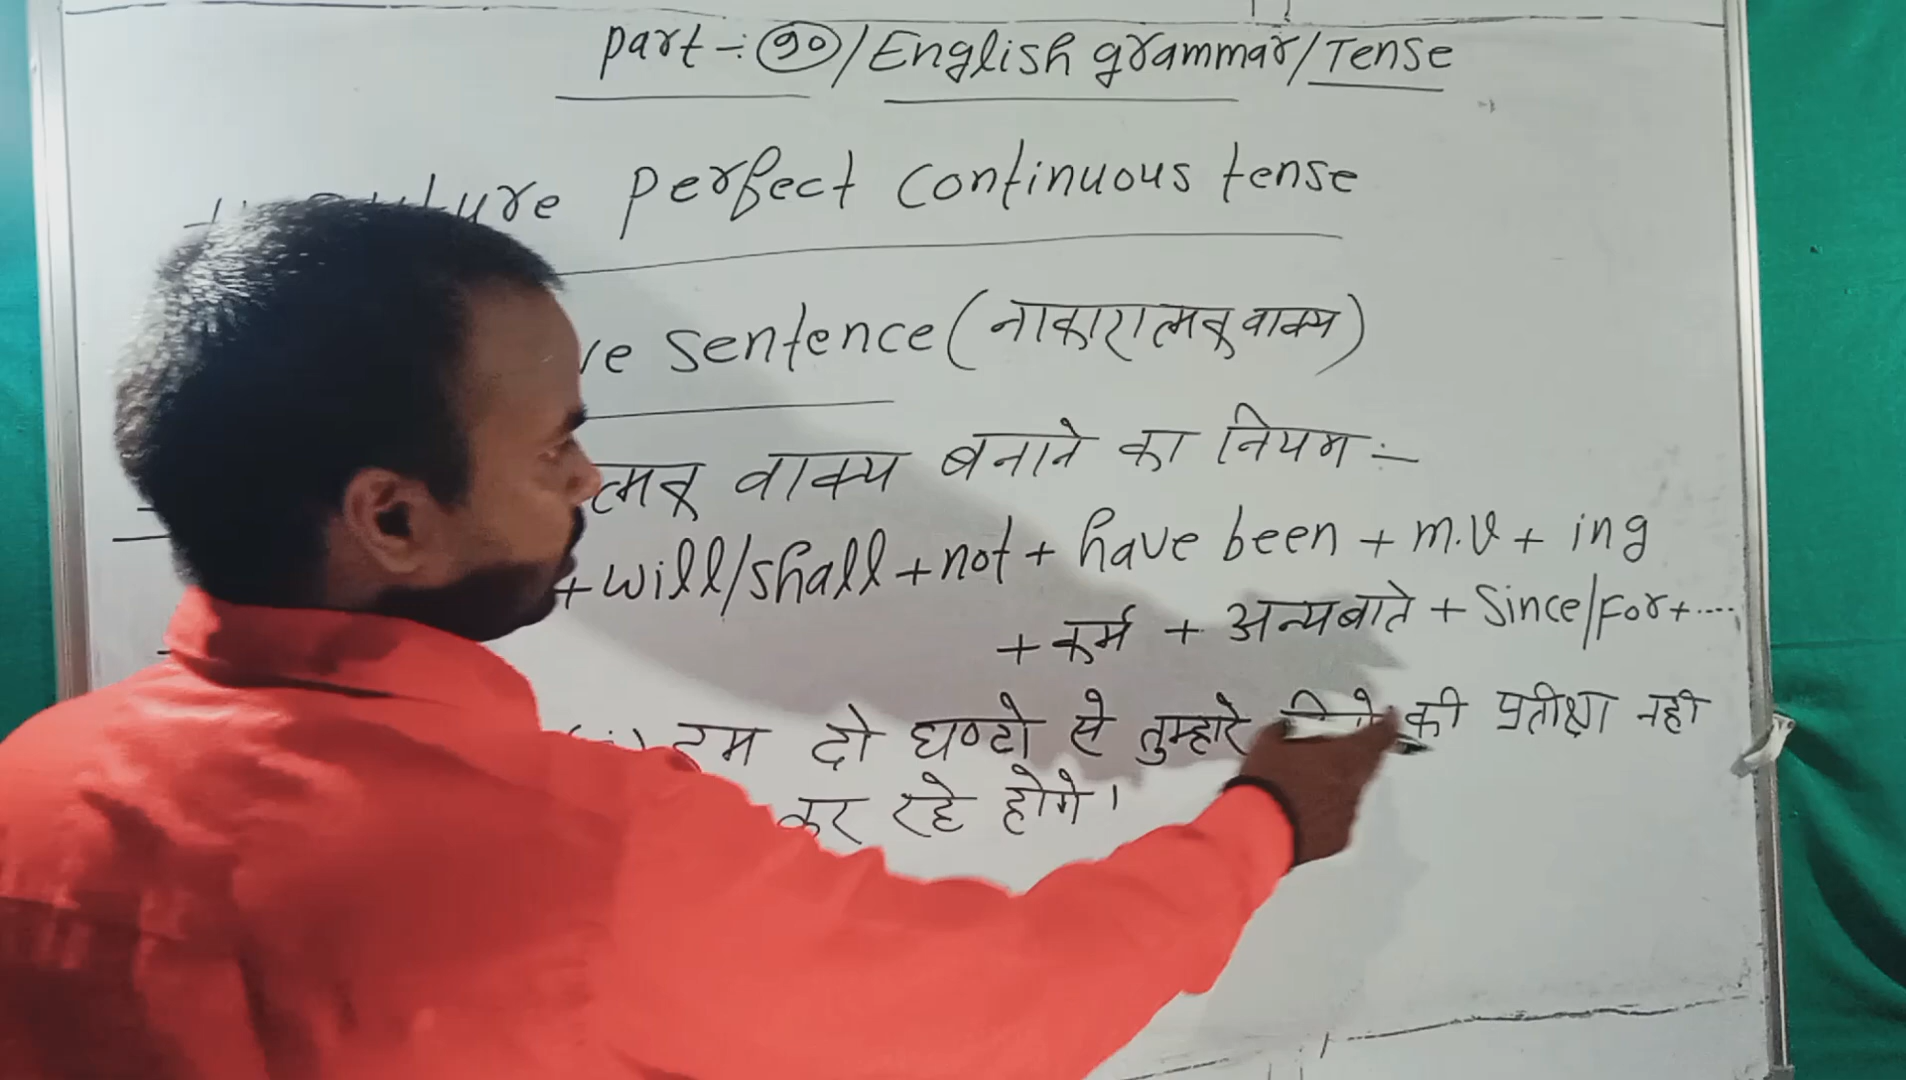 part -: 90 / English grammar / Tense
perfect continuous tense
sentence (नाकारात्मक वाक्य)
वाक्य बनाने का नियम :-
+ will/shall + not + have been + m.v + ing
+ कर्म + अन्यबाते + Since/For + ....
हम दो घण्टो से तुम्हारे की प्रतीक्षा नही
कर रहे होगे।